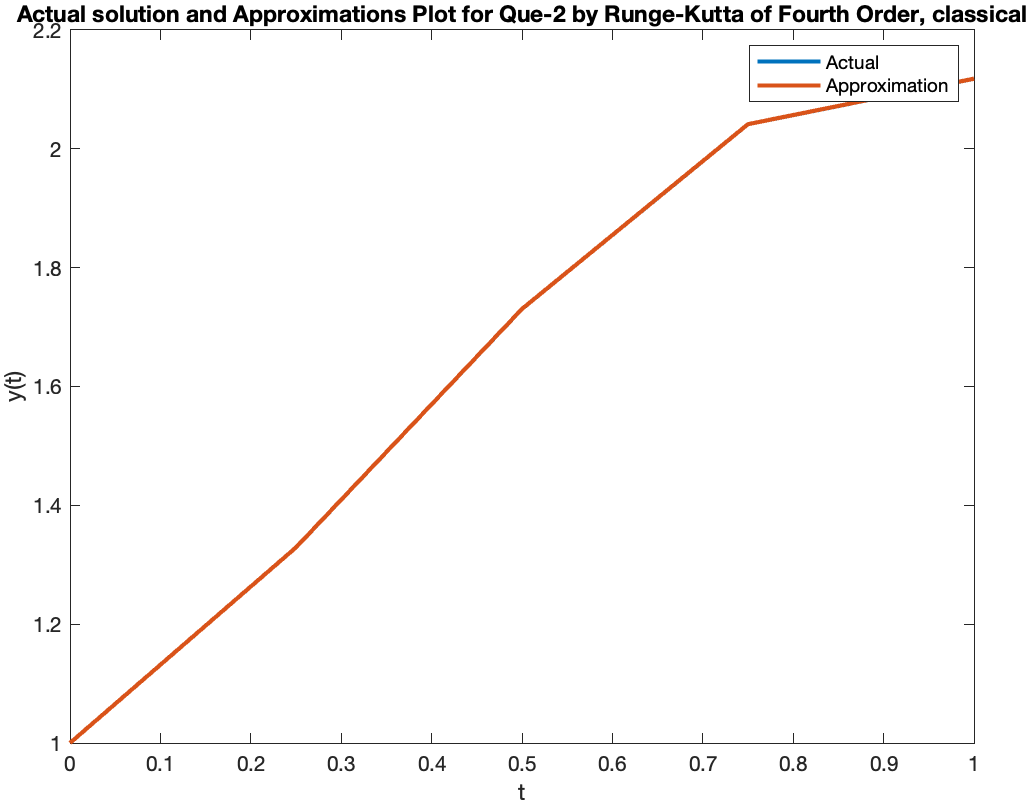 Actual solution and Approximations Plot for Que-2 by Runge-Kutta of Fourth Order, classical
Actual
Approximation
2.2
2
1.8
1.6
1.4
1.2
1
y(t)
0 0.1 0.2 0.3 0.4 0.5 0.6 0.7 0.8 0.9 1
t